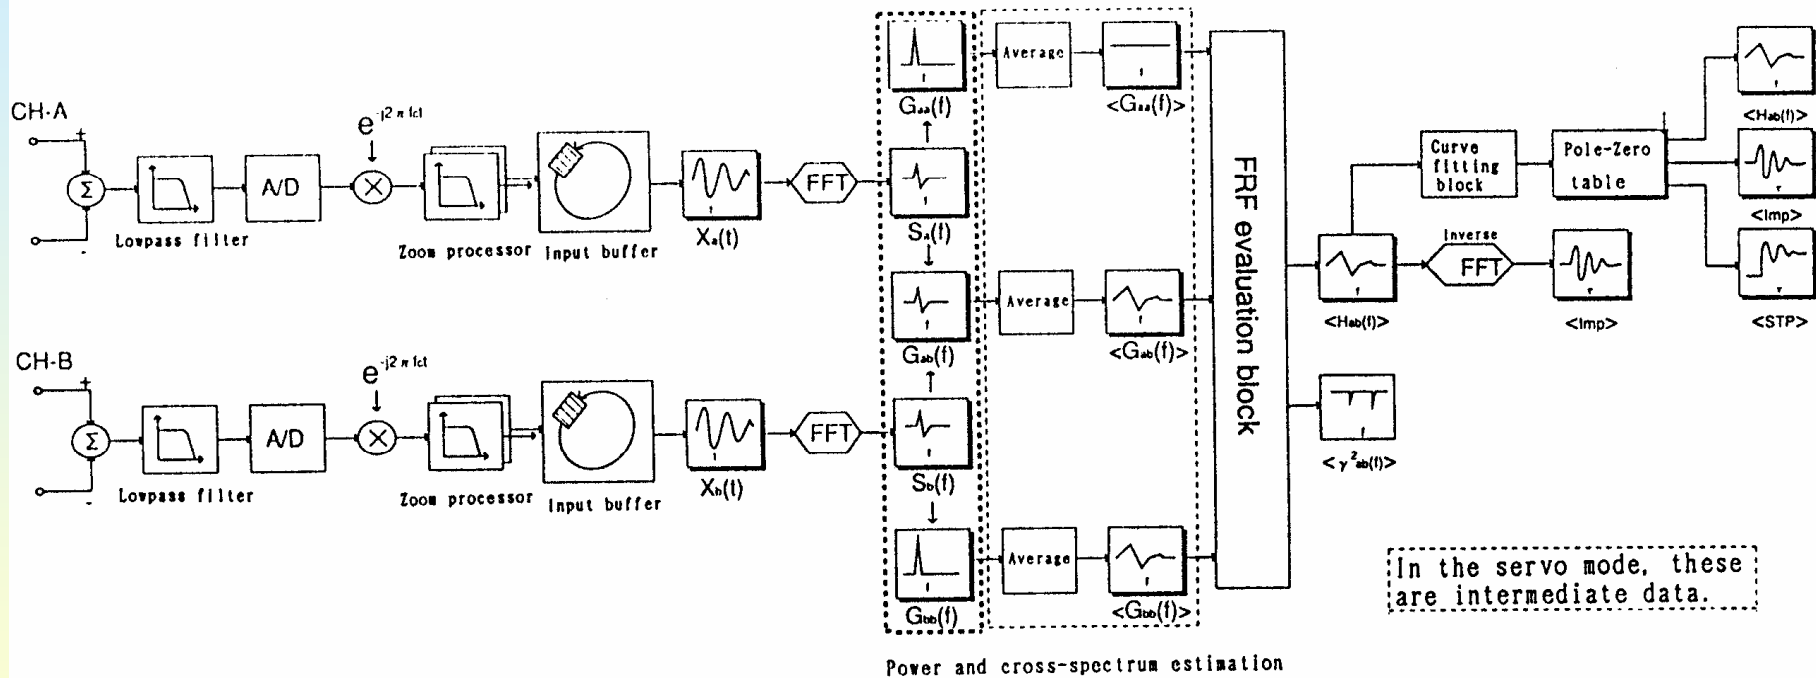 CH-A
+
-
Σ
Lowpass filter
A/D
e^-j2πfct
×
Zoom processor
Input buffer
Xa(t)
FFT
Gaa(f)
Sa(f)
Gab(f)
Average
<Gaa(f)>
Average
<Gab(f)>
CH-B
+
-
Σ
Lowpass filter
A/D
e^-j2πfct
×
Zoom processor
Input buffer
Xb(t)
FFT
Sb(f)
Gbb(f)
Average
<Gbb(f)>
Power and cross-spectrum estimation
FRF evaluation block
f
<Hab(f)>
Inverse
FFT
<Imp>
<γ²ab(f)>
Curve
fitting
block
Pole-Zero
table
<Hab(f)>
<Imp>
<STP>
In the servo mode, these
are intermediate data.